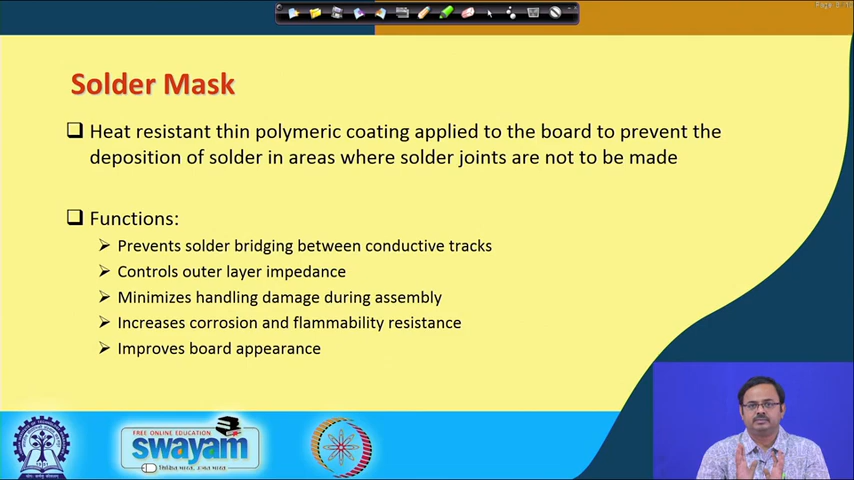 Solder Mask
Heat resistant thin polymeric coating applied to the board to prevent the
deposition of solder in areas where solder joints are not to be made
Functions:
Prevents solder bridging between conductive tracks
Controls outer layer impedance
Minimizes handling damage during assembly
Increases corrosion and flammability resistance
Improves board appearance
FREE ONLINE EDUCATION
swayam